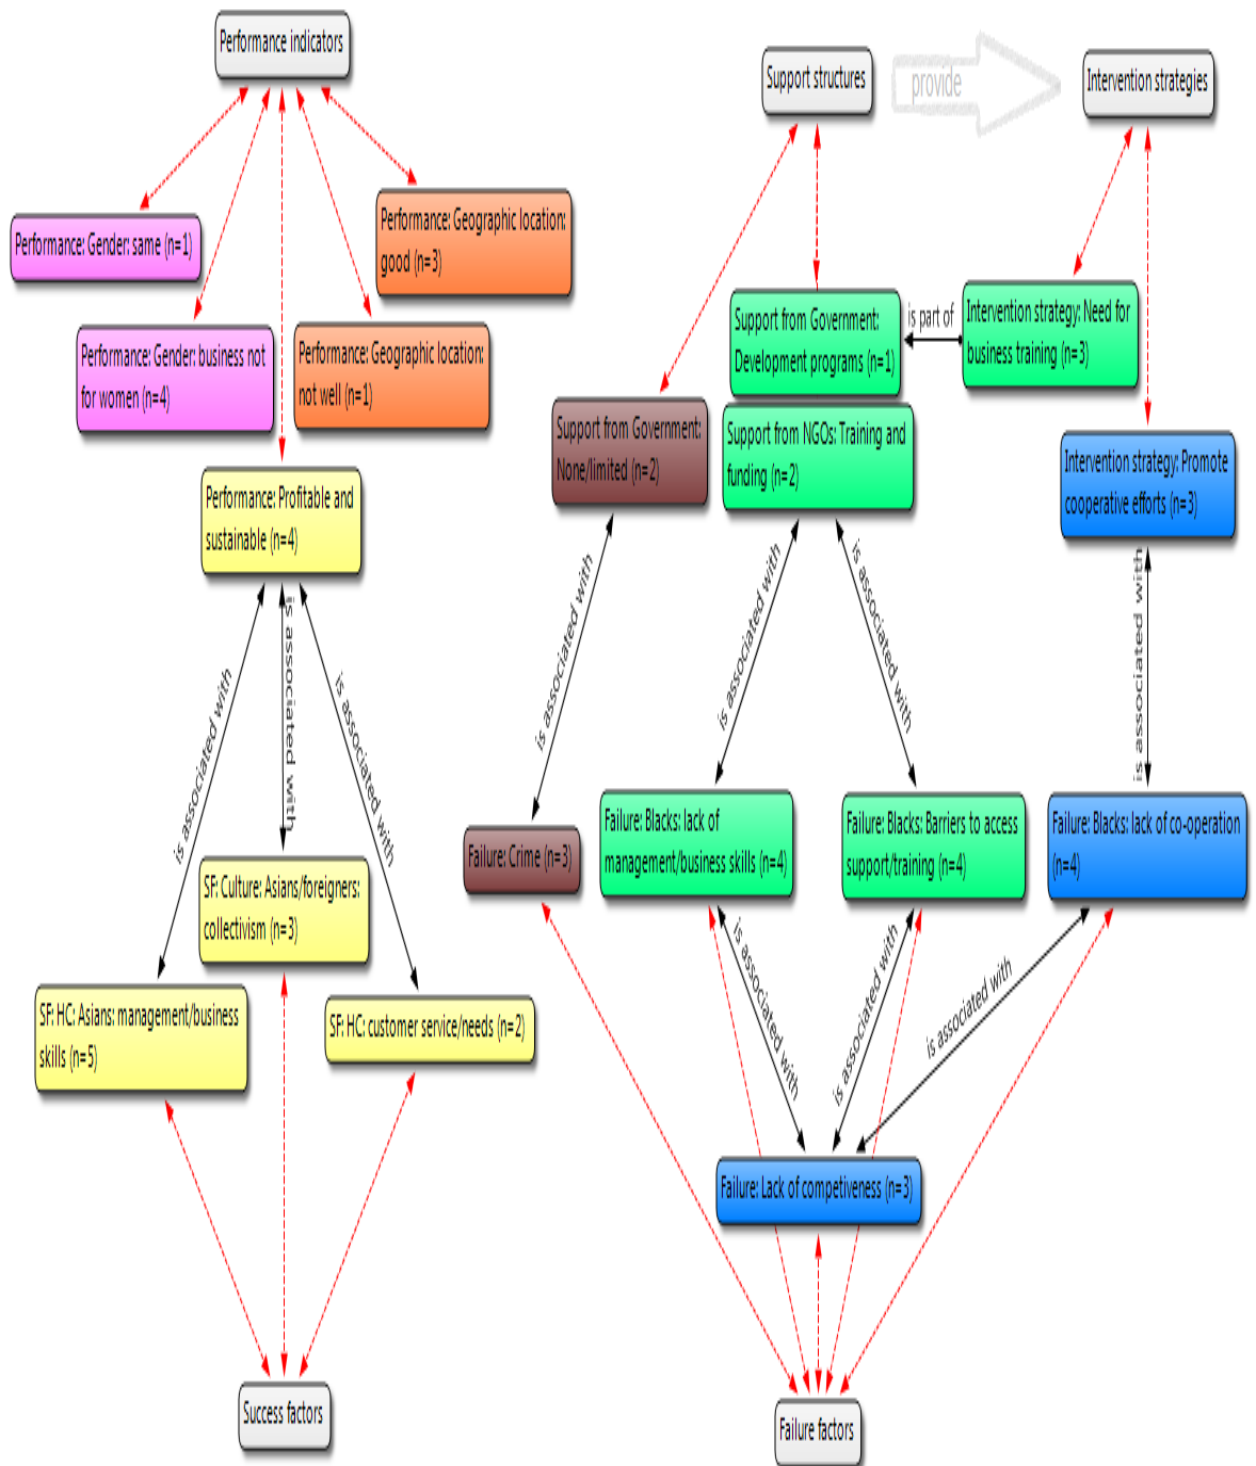 Performance indicators
Support structures
provide
Intervention strategies
Performance: Gender: same (n=1)
Performance: Geographic location:
good (n=3)
Performance: Gender: business not
for women (n=4)
Performance: Geographic location:
not well (n=1)
Support from Government:
Development programs (n=1)
is part of
Intervention strategy: Need for
business training (n=3)
Support from Government:
None/limited (n=2)
Support from NGOs: Training and
funding (n=2)
Intervention strategy: Promote
cooperative efforts (n=3)
Performance: Profitable and
sustainable (n=4)
is associated with
is associated with
is associated with
is associated with
is associated with
is associated with
is associated with
Failure: Crime (n=3)
Failure: Blacks: lack of
management/business skills (n=4)
Failure: Blacks: Barriers to access
support/training (n=4)
Failure: Blacks: lack of co-operation
(n=4)
SF: Culture: Asians/foreigners:
collectivism (n=3)
SF: HC: Asians: management/business
skills (n=5)
SF: HC: customer service/needs (n=2)
is associated with
is associated with
is associated with
Failure: Lack of competiveness (n=3)
Success factors
Failure factors